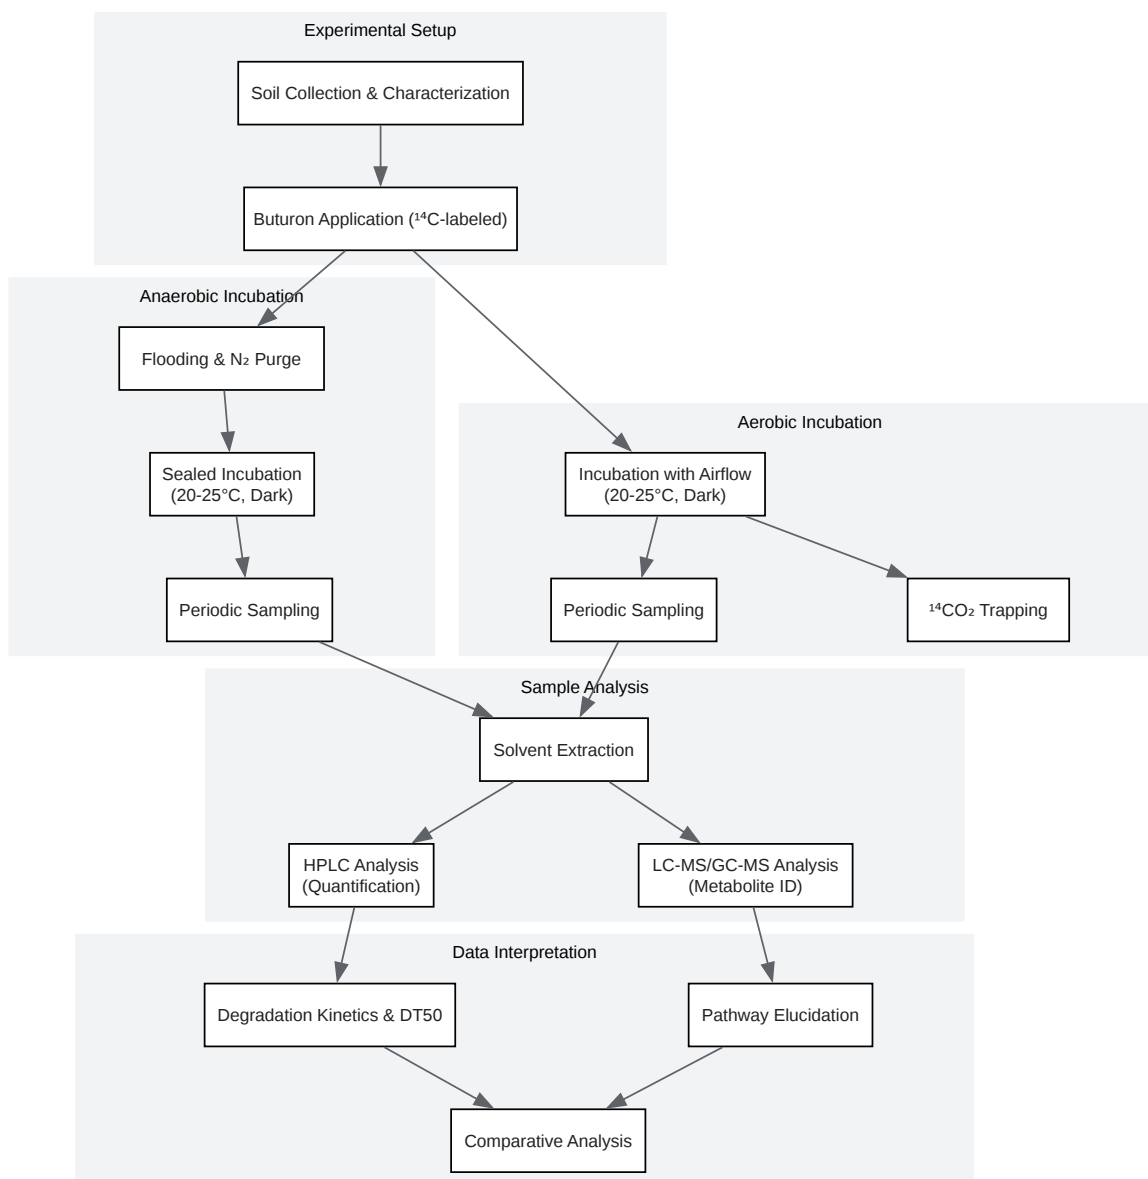 Experimental Setup
Soil Collection & Characterization
Buturon Application (¹⁴C-labeled)
Anaerobic Incubation
Flooding & N₂ Purge
Sealed Incubation
(20-25°C, Dark)
Periodic Sampling
Aerobic Incubation
Incubation with Airflow
(20-25°C, Dark)
Periodic Sampling
¹⁴CO₂ Trapping
Sample Analysis
Solvent Extraction
HPLC Analysis
(Quantification)
LC-MS/GC-MS Analysis
(Metabolite ID)
Data Interpretation
Degradation Kinetics & DT50
Pathway Elucidation
Comparative Analysis